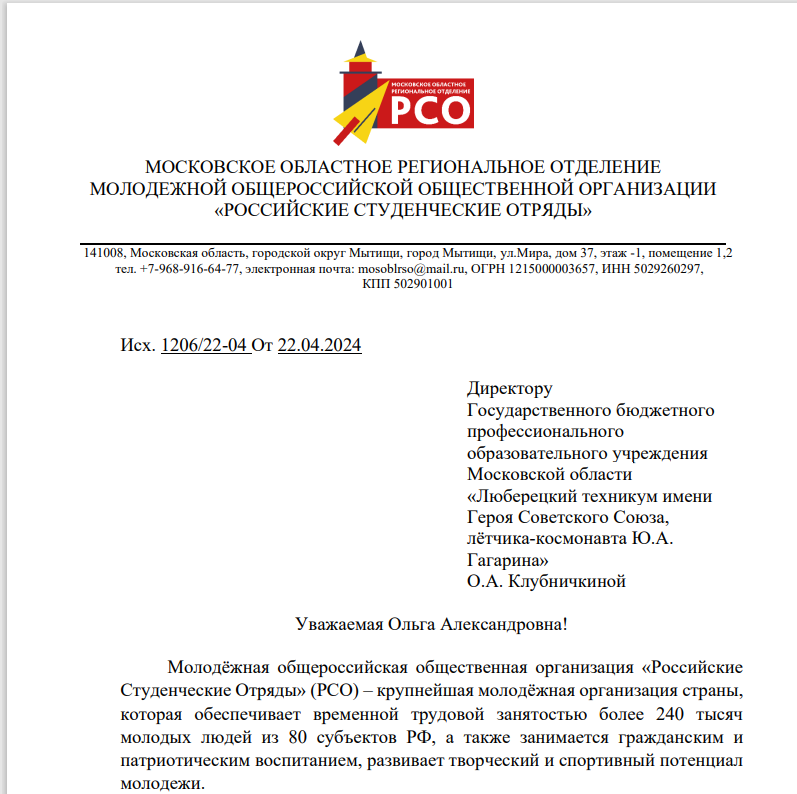 МОСКОВСКОЕ ОБЛАСТНОЕ
РЕГИОНАЛЬНОЕ ОТДЕЛЕНИЕ
РСО
МОСКОВСКОЕ ОБЛАСТНОЕ РЕГИОНАЛЬНОЕ ОТДЕЛЕНИЕ
МОЛОДЕЖНОЙ ОБЩЕРОССИЙСКОЙ ОБЩЕСТВЕННОЙ ОРГАНИЗАЦИИ
«РОССИЙСКИЕ СТУДЕНЧЕСКИЕ ОТРЯДЫ»
141008, Московская область, городской округ Мытищи, город Мытищи, ул.Мира, дом 37, этаж -1, помещение 1,2
тел. +7-968-916-64-77, электронная почта: mosoblrso@mail.ru, ОГРН 1215000003657, ИНН 5029260297,
КПП 502901001
Исх. 1206/22-04 От 22.04.2024
Директору
Государственного бюджетного
профессионального
образовательного учреждения
Московской области
«Люберецкий техникум имени
Героя Советского Союза,
лётчика-космонавта Ю.А.
Гагарина»
О.А. Клубничкиной
Уважаемая Ольга Александровна!
Молодёжная общероссийская общественная организация «Российские
Студенческие Отряды» (РСО) – крупнейшая молодёжная организация страны,
которая обеспечивает временной трудовой занятостью более 240 тысяч
молодых людей из 80 субъектов РФ, а также занимается гражданским и
патриотическим воспитанием, развивает творческий и спортивный потенциал
молодежи.